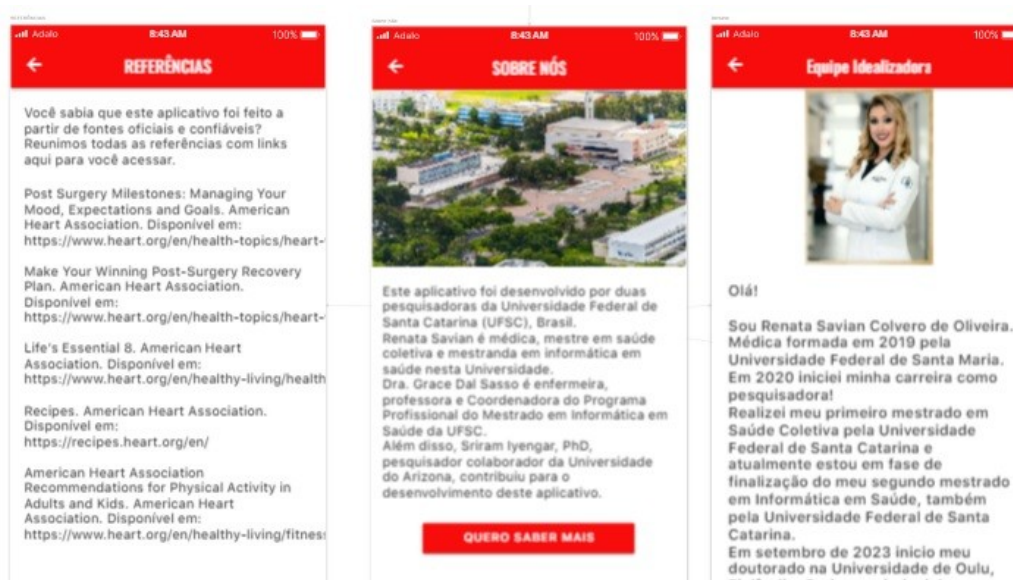 Adalo 8:43 AM 100%
REFERÊNCIAS
Você sabia que este aplicativo foi feito a
partir de fontes oficiais e confiáveis?
Reunimos todas as referências com links
aqui para você acessar.
Post Surgery Milestones: Managing Your
Mood, Expectations and Goals. American
Heart Association. Disponível em:
https://www.heart.org/en/health-topics/heart-
Make Your Winning Post-Surgery Recovery
Plan. American Heart Association.
Disponível em:
https://www.heart.org/en/health-topics/heart-
Life's Essential 8. American Heart
Association. Disponível em:
https://www.heart.org/en/healthy-living/health
Recipes. American Heart Association.
Disponível em:
https://recipes.heart.org/en/
American Heart Association
Recommendations for Physical Activity in
Adults and Kids. American Heart
Association. Disponível em:
https://www.heart.org/en/healthy-living/fitnes
Adalo 8:43 AM 100%
SOBRE NÓS
Este aplicativo foi desenvolvido por duas
pesquisadoras da Universidade Federal de
Santa Catarina (UFSC), Brasil.
Renata Savian é médica, mestre em saúde
coletiva e mestranda em informática em
saúde nesta Universidade.
Dra. Grace Dal Sasso é enfermeira,
professora e Coordenadora do Programa
Profissional do Mestrado em Informática em
Saúde da UFSC.
Além disso, Sriram Iyengar, PhD,
pesquisador colaborador da Universidade
do Arizona, contribuiu para o
desenvolvimento deste aplicativo.
QUERO SABER MAIS
Adalo 8:43 AM 100%
Equipe Idealizadora
Olá!
Sou Renata Savian Colvero de Oliveira.
Médica formada em 2019 pela
Universidade Federal de Santa Maria.
Em 2020 iniciei minha carreira como
pesquisadora!
Realizei meu primeiro mestrado em
Saúde Coletiva pela Universidade
Federal de Santa Catarina e
atualmente estou em fase de
finalização do meu segundo mestrado
em Informática em Saúde, também
pela Universidade Federal de Santa
Catarina.
Em setembro de 2023 inicio meu
doutorado na Universidade de Oulu,